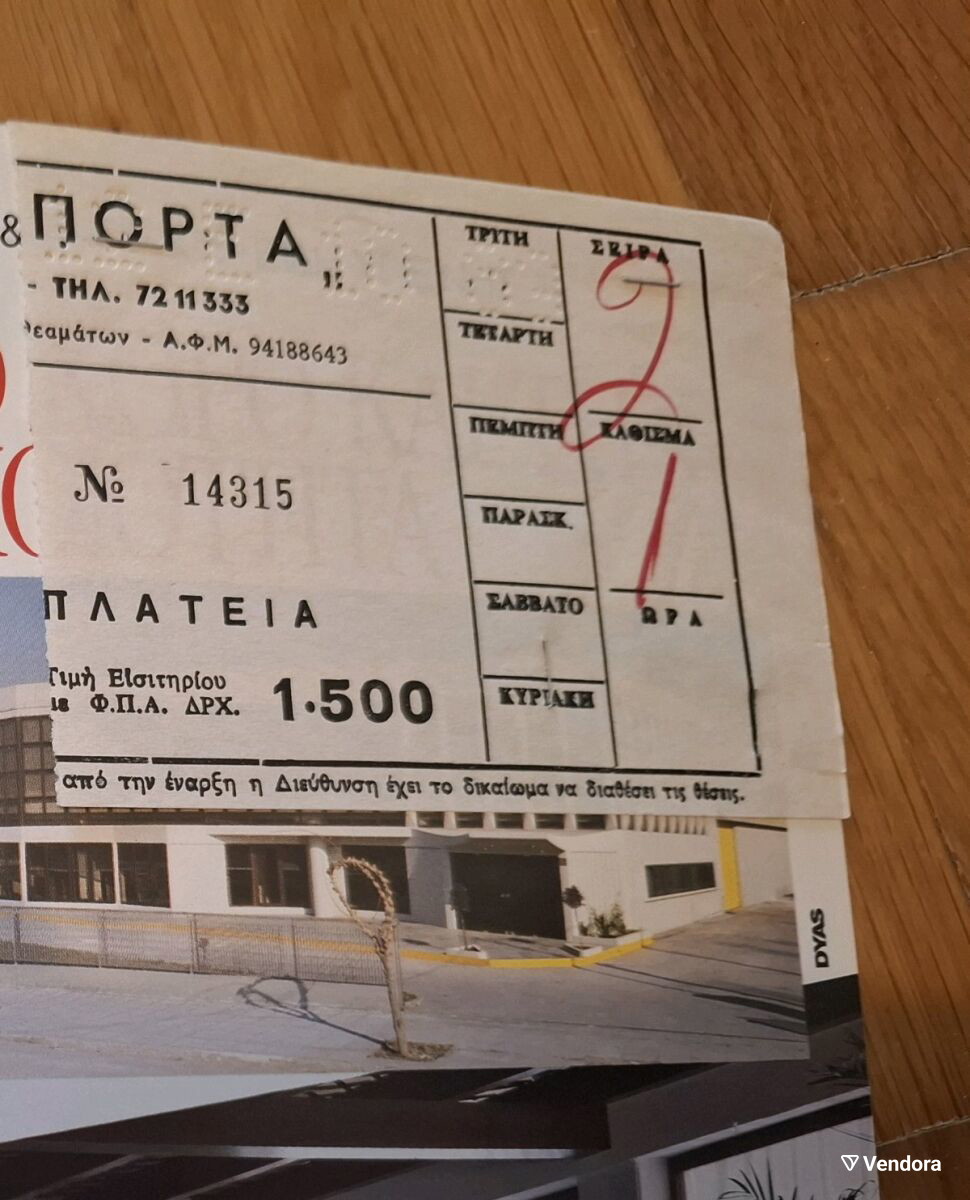 & ΠΟΡΤΑ,,
- ΤΗΛ. 72 11 333
θεαμάτων - Α.Φ.Μ. 94188643
№ 14315
ΠΛΑΤΕΙΑ
Τιμή Εἰσιτηρίου
με Φ.Π.Α. ΔΡΧ. 1.500
ΤΡΙΤΗ
ΤΕΤΑΡΤΗ
ΠΕΜΠΤΗ
ΠΑΡΑΣΚ.
ΣΑΒΒΑΤΟ
ΚΥΡΙΑΚΗ
ΣΕΙΡΑ
2
ΚΑΘΙΣΜΑ
1
ΩΡΑ
από την έναρξη η Διεύθυνση έχει το δικαίωμα να διαθέσει τις θέσεις.
DYAS
Vendora